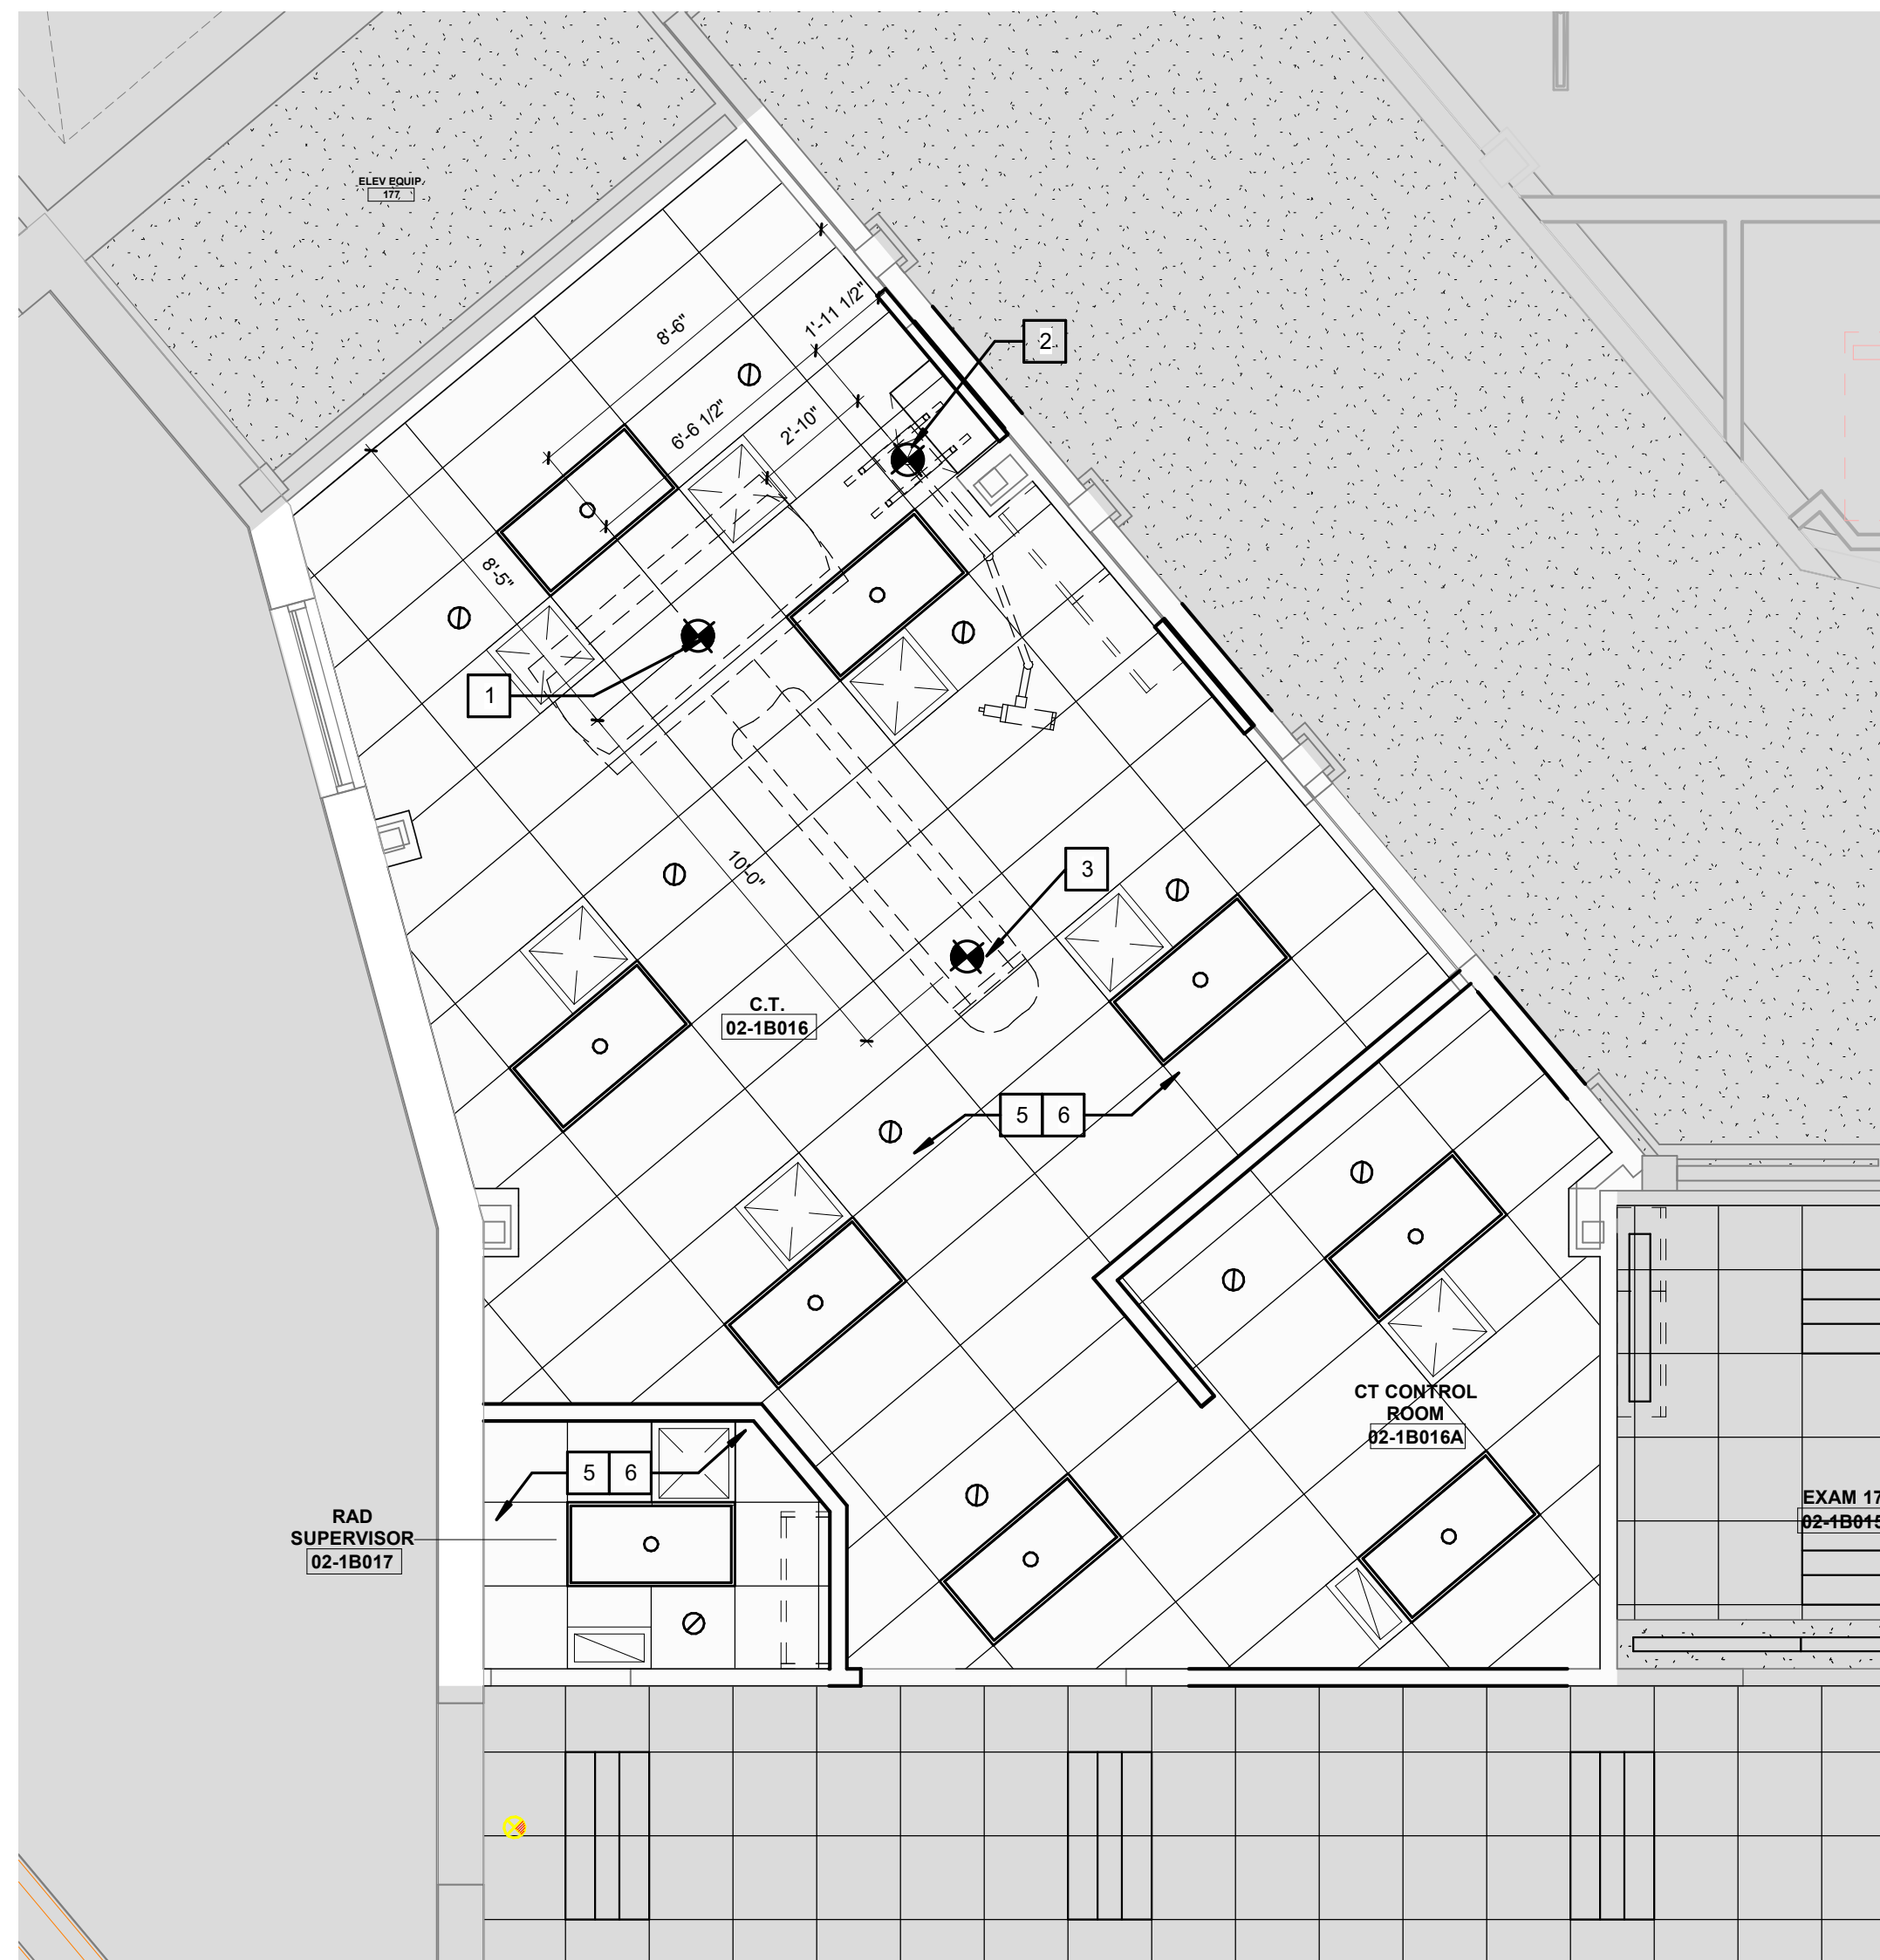 ELEV EQUIP.
177
8'-6"
1'-11 1/2"
2
6'-6 1/2"
2'-10"
8'-5"
1
10'-0"
3
C.T.
02-1B016
5 6
CT CONTROL
ROOM
02-1B016A
5 6
RAD
SUPERVISOR
02-1B017
EXAM 17
02-1B015